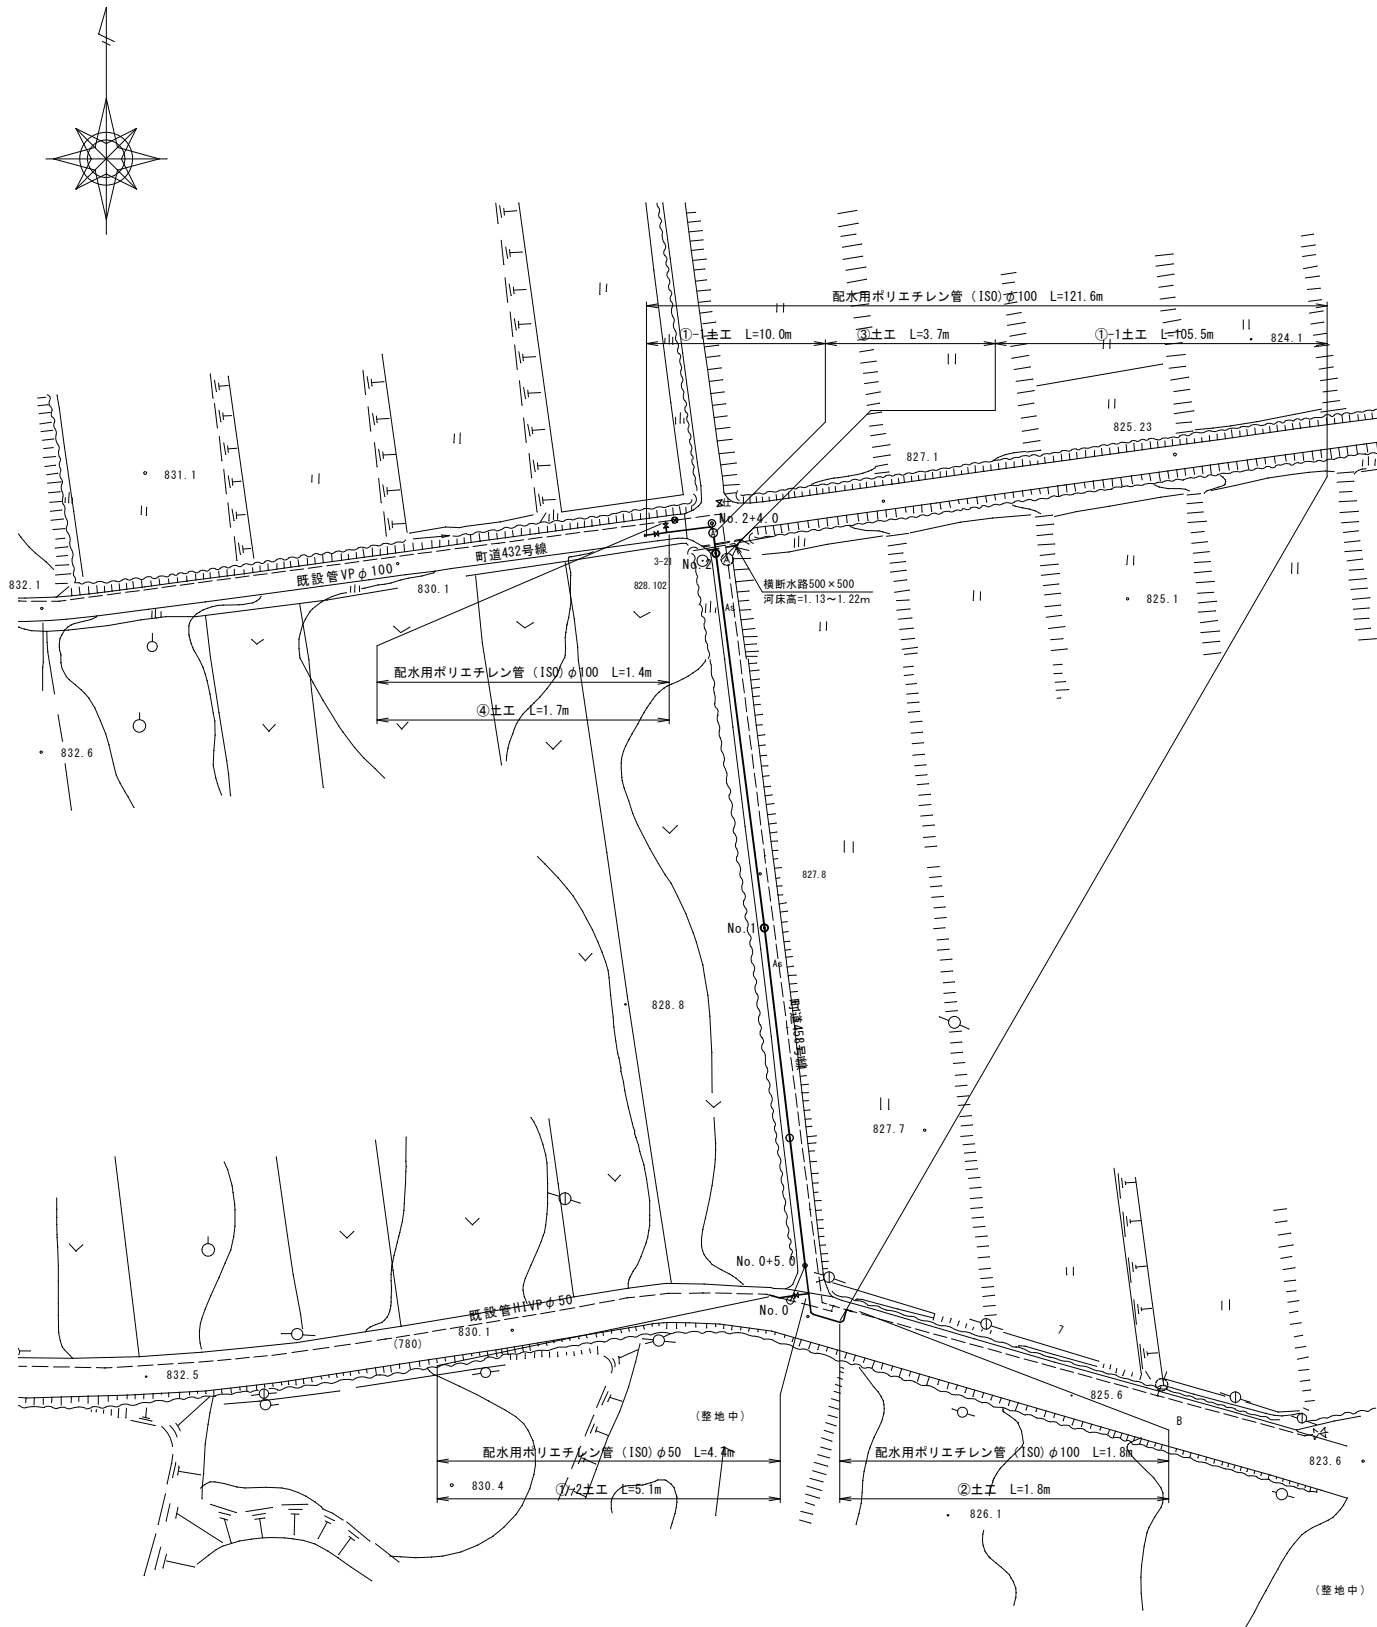 配水用ポリエチレン管 (ISO)φ100 L=121.6m
①-1土工 L=10.0m
③土工 L=3.7m
①-1土工 L=105.5m
824.1
825.23
827.1
831.1
No.2+4.0
No.2
町道432号線
既設管VPφ100
3-21
828.102
832.1
830.1
横断水路500×500
河床高=1.13～1.22m
As
825.1
配水用ポリエチレン管 (ISO)φ100 L=1.4m
④土工 L=1.7m
832.6
827.8
No.1
As
828.8
町道458号線
827.7
No.0+5.0
No.0
既設管HIVPφ50
830.1
(780)
832.5
825.6
B
(整地中)
配水用ポリエチレン管 (ISO)φ50 L=4.4m
配水用ポリエチレン管 (ISO)φ100 L=1.8m
823.6
830.4
①-2土工 L=5.1m
②土工 L=1.8m
826.1
(整地中)